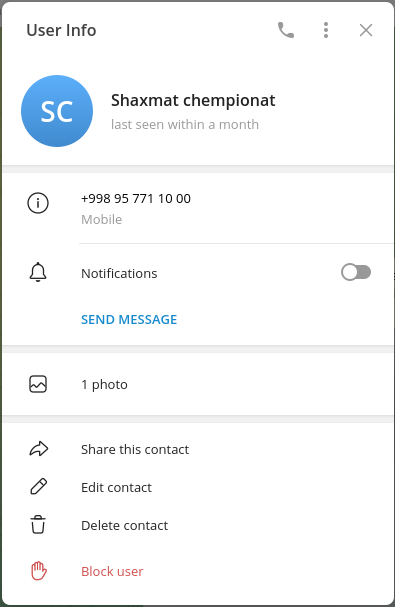 User Info
SC
Shaxmat chempionat
last seen within a month
+998 95 771 10 00
Mobile
Notifications
SEND MESSAGE
1 photo
Share this contact
Edit contact
Delete contact
Block user